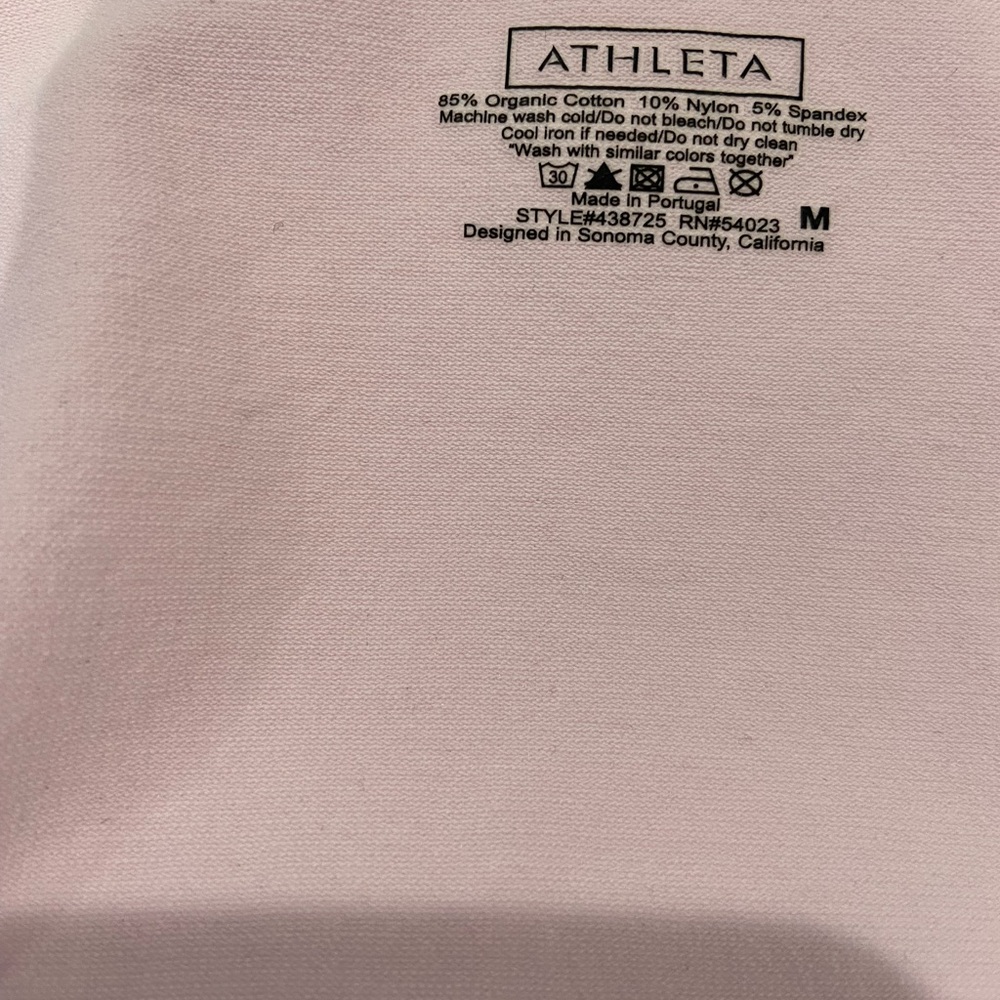 ATHLETA
85% Organic Cotton 10% Nylon 5% Spandex
Machine wash cold/Do not bleach/Do not tumble dry
Cool iron if needed/Do not dry clean
"Wash with similar colors together"
30
Made in Portugal
STYLE#438725 RN#54023 M
Designed in Sonoma County, California